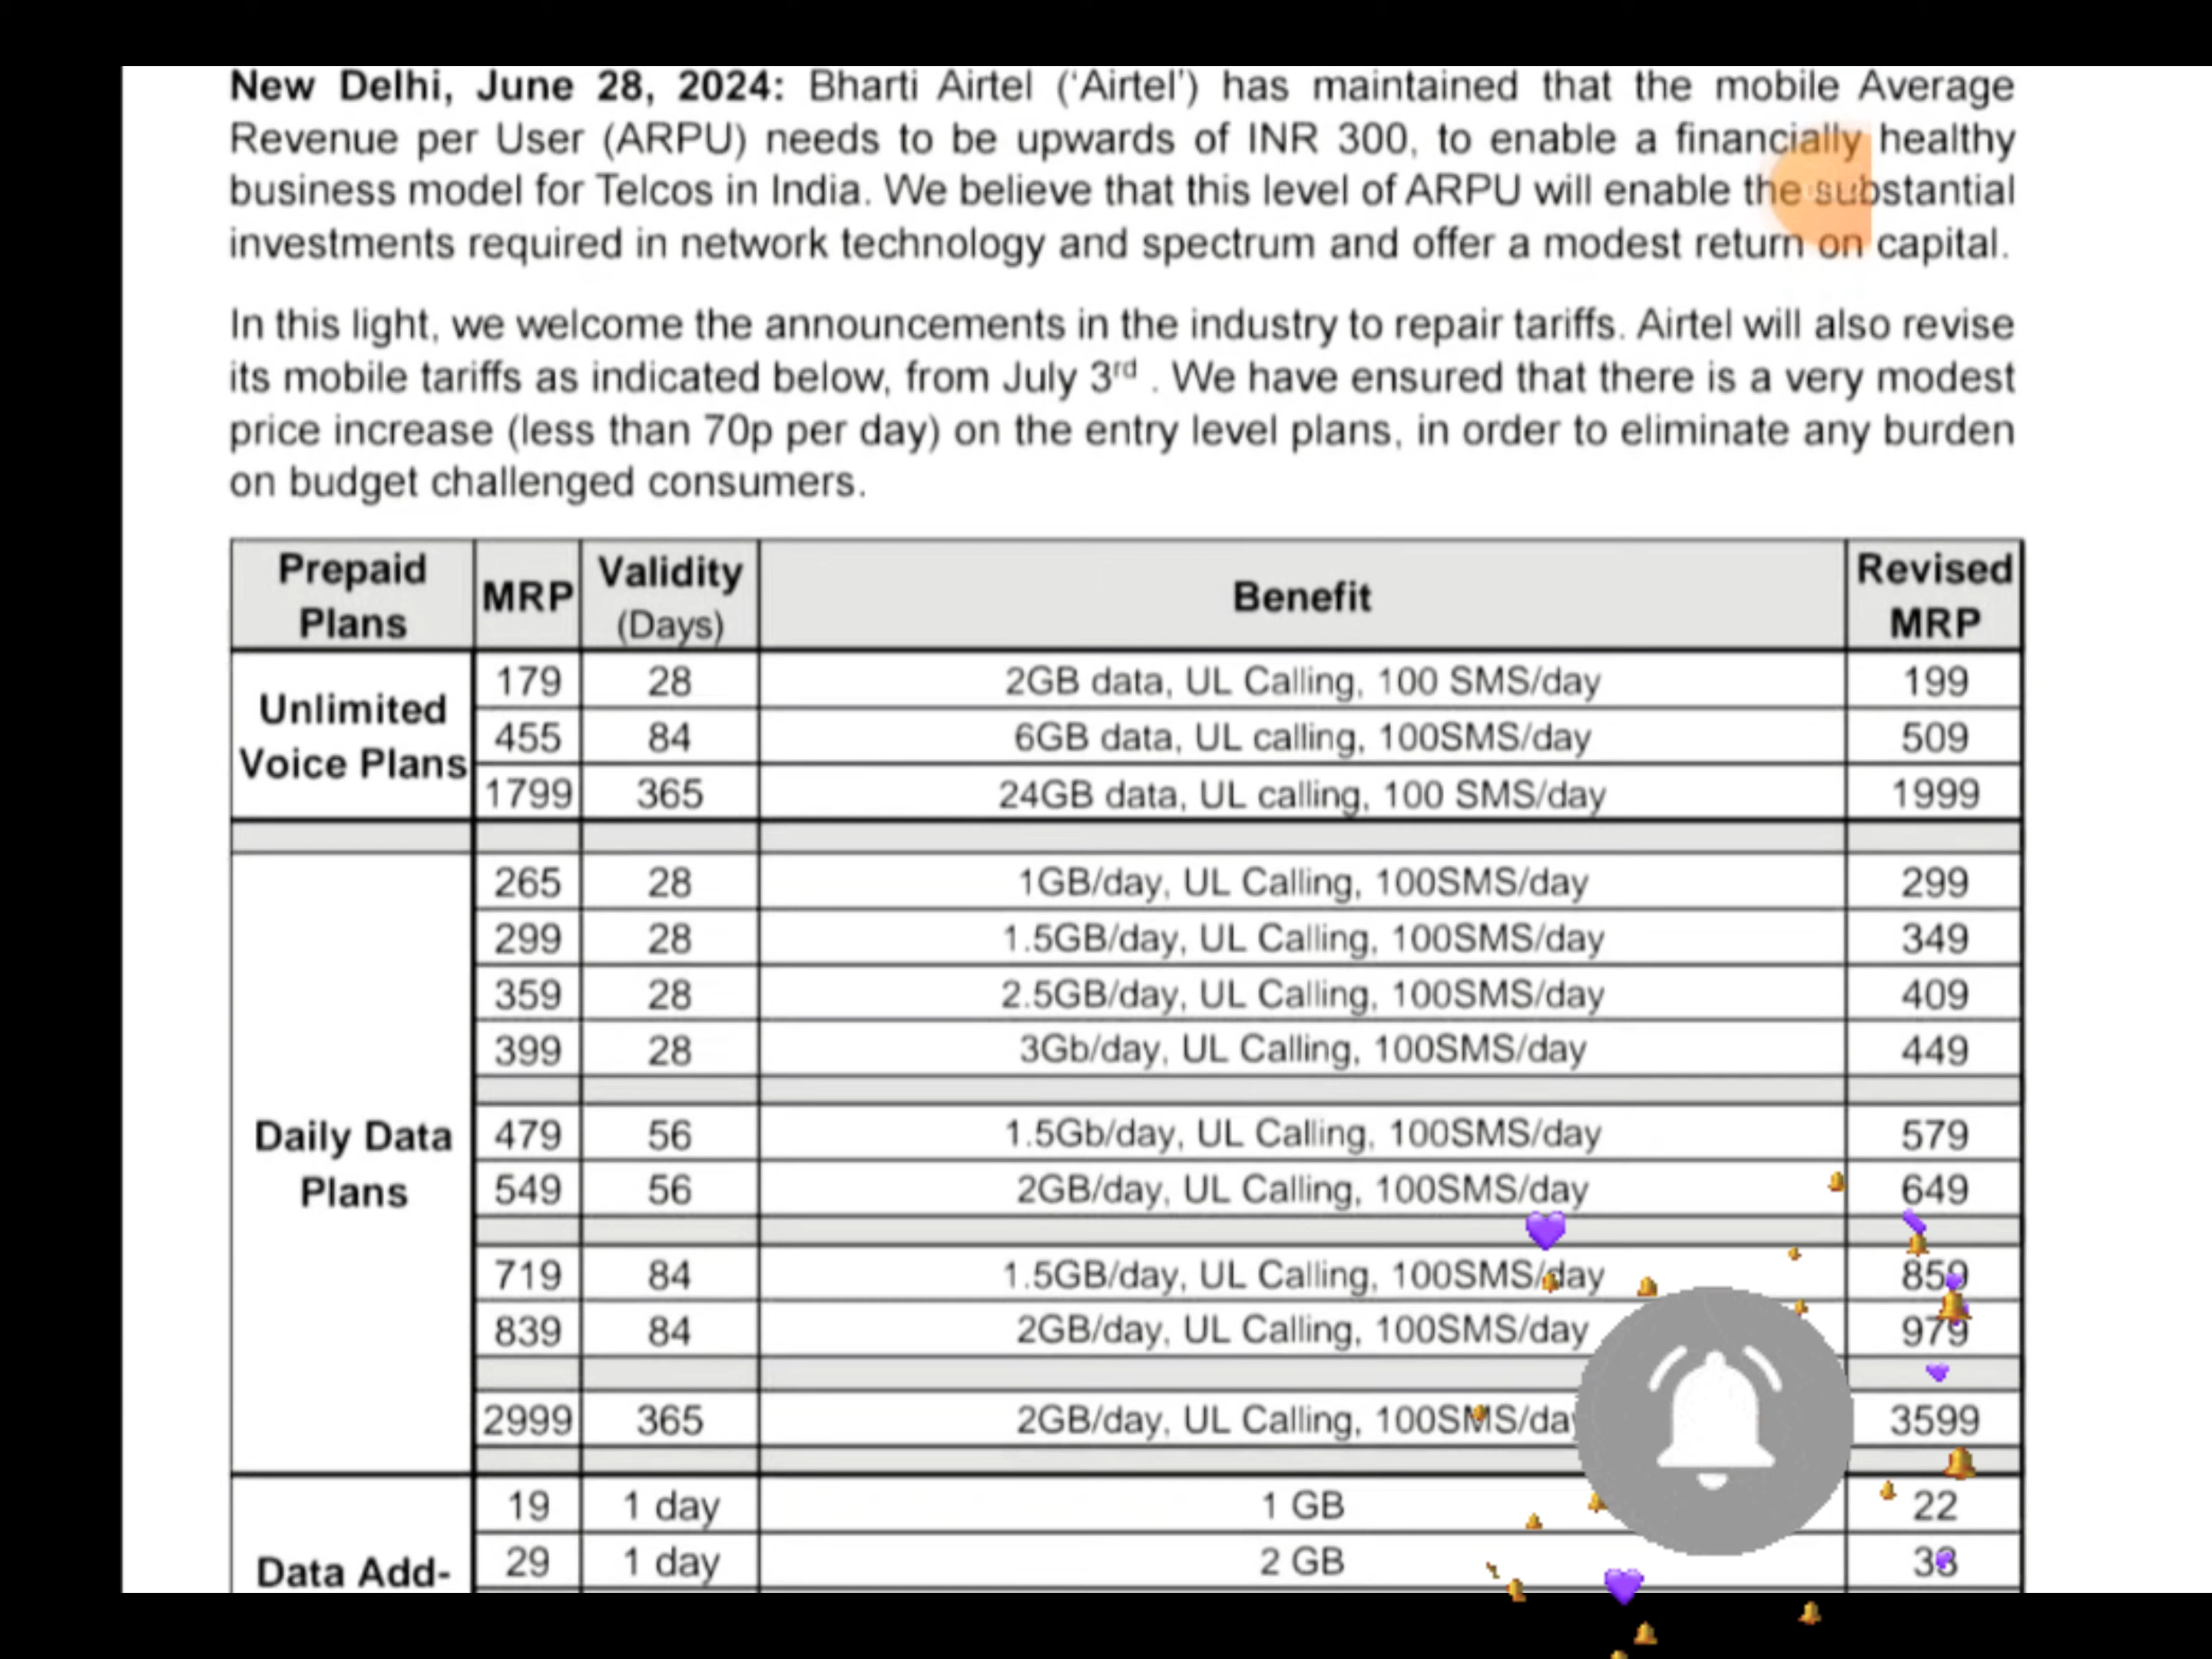 New Delhi, June 28, 2024: Bharti Airtel (‘Airtel’) has maintained that the mobile Average
Revenue per User (ARPU) needs to be upwards of INR 300, to enable a financially healthy
business model for Telcos in India. We believe that this level of ARPU will enable the substantial
investments required in network technology and spectrum and offer a modest return on capital.
In this light, we welcome the announcements in the industry to repair tariffs. Airtel will also revise
its mobile tariffs as indicated below, from July 3rd . We have ensured that there is a very modest
price increase (less than 70p per day) on the entry level plans, in order to eliminate any burden
on budget challenged consumers.
Prepaid Plans MRP Validity (Days) Benefit Revised MRP
Unlimited Voice Plans
179 28 2GB data, UL Calling, 100 SMS/day 199
455 84 6GB data, UL calling, 100SMS/day 509
1799 365 24GB data, UL calling, 100 SMS/day 1999
Daily Data Plans
265 28 1GB/day, UL Calling, 100SMS/day 299
299 28 1.5GB/day, UL Calling, 100SMS/day 349
359 28 2.5GB/day, UL Calling, 100SMS/day 409
399 28 3Gb/day, UL Calling, 100SMS/day 449
479 56 1.5Gb/day, UL Calling, 100SMS/day 579
549 56 2GB/day, UL Calling, 100SMS/day 649
719 84 1.5GB/day, UL Calling, 100SMS/day 859
839 84 2GB/day, UL Calling, 100SMS/day 979
2999 365 2GB/day, UL Calling, 100SMS/day 3599
Data Add-
19 1 day 1 GB 22
29 1 day 2 GB 33